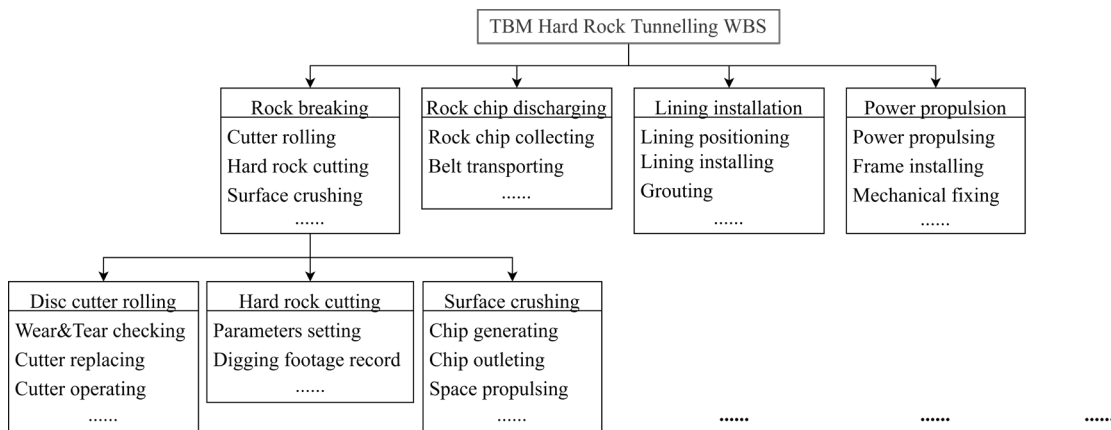 TBM Hard Rock Tunnelling WBS
Rock breaking
Cutter rolling
Hard rock cutting
Surface crushing
......
Rock chip discharging
Rock chip collecting
Belt transporting
......
Lining installation
Lining positioning
Lining installing
Grouting
......
Power propulsion
Power propulsing
Frame installing
Mechanical fixing
......
Disc cutter rolling
Wear&Tear checking
Cutter replacing
Cutter operating
......
Hard rock cutting
Parameters setting
Digging footage record
......
Surface crushing
Chip generating
Chip outleting
Space propulsing
......
......
......
......